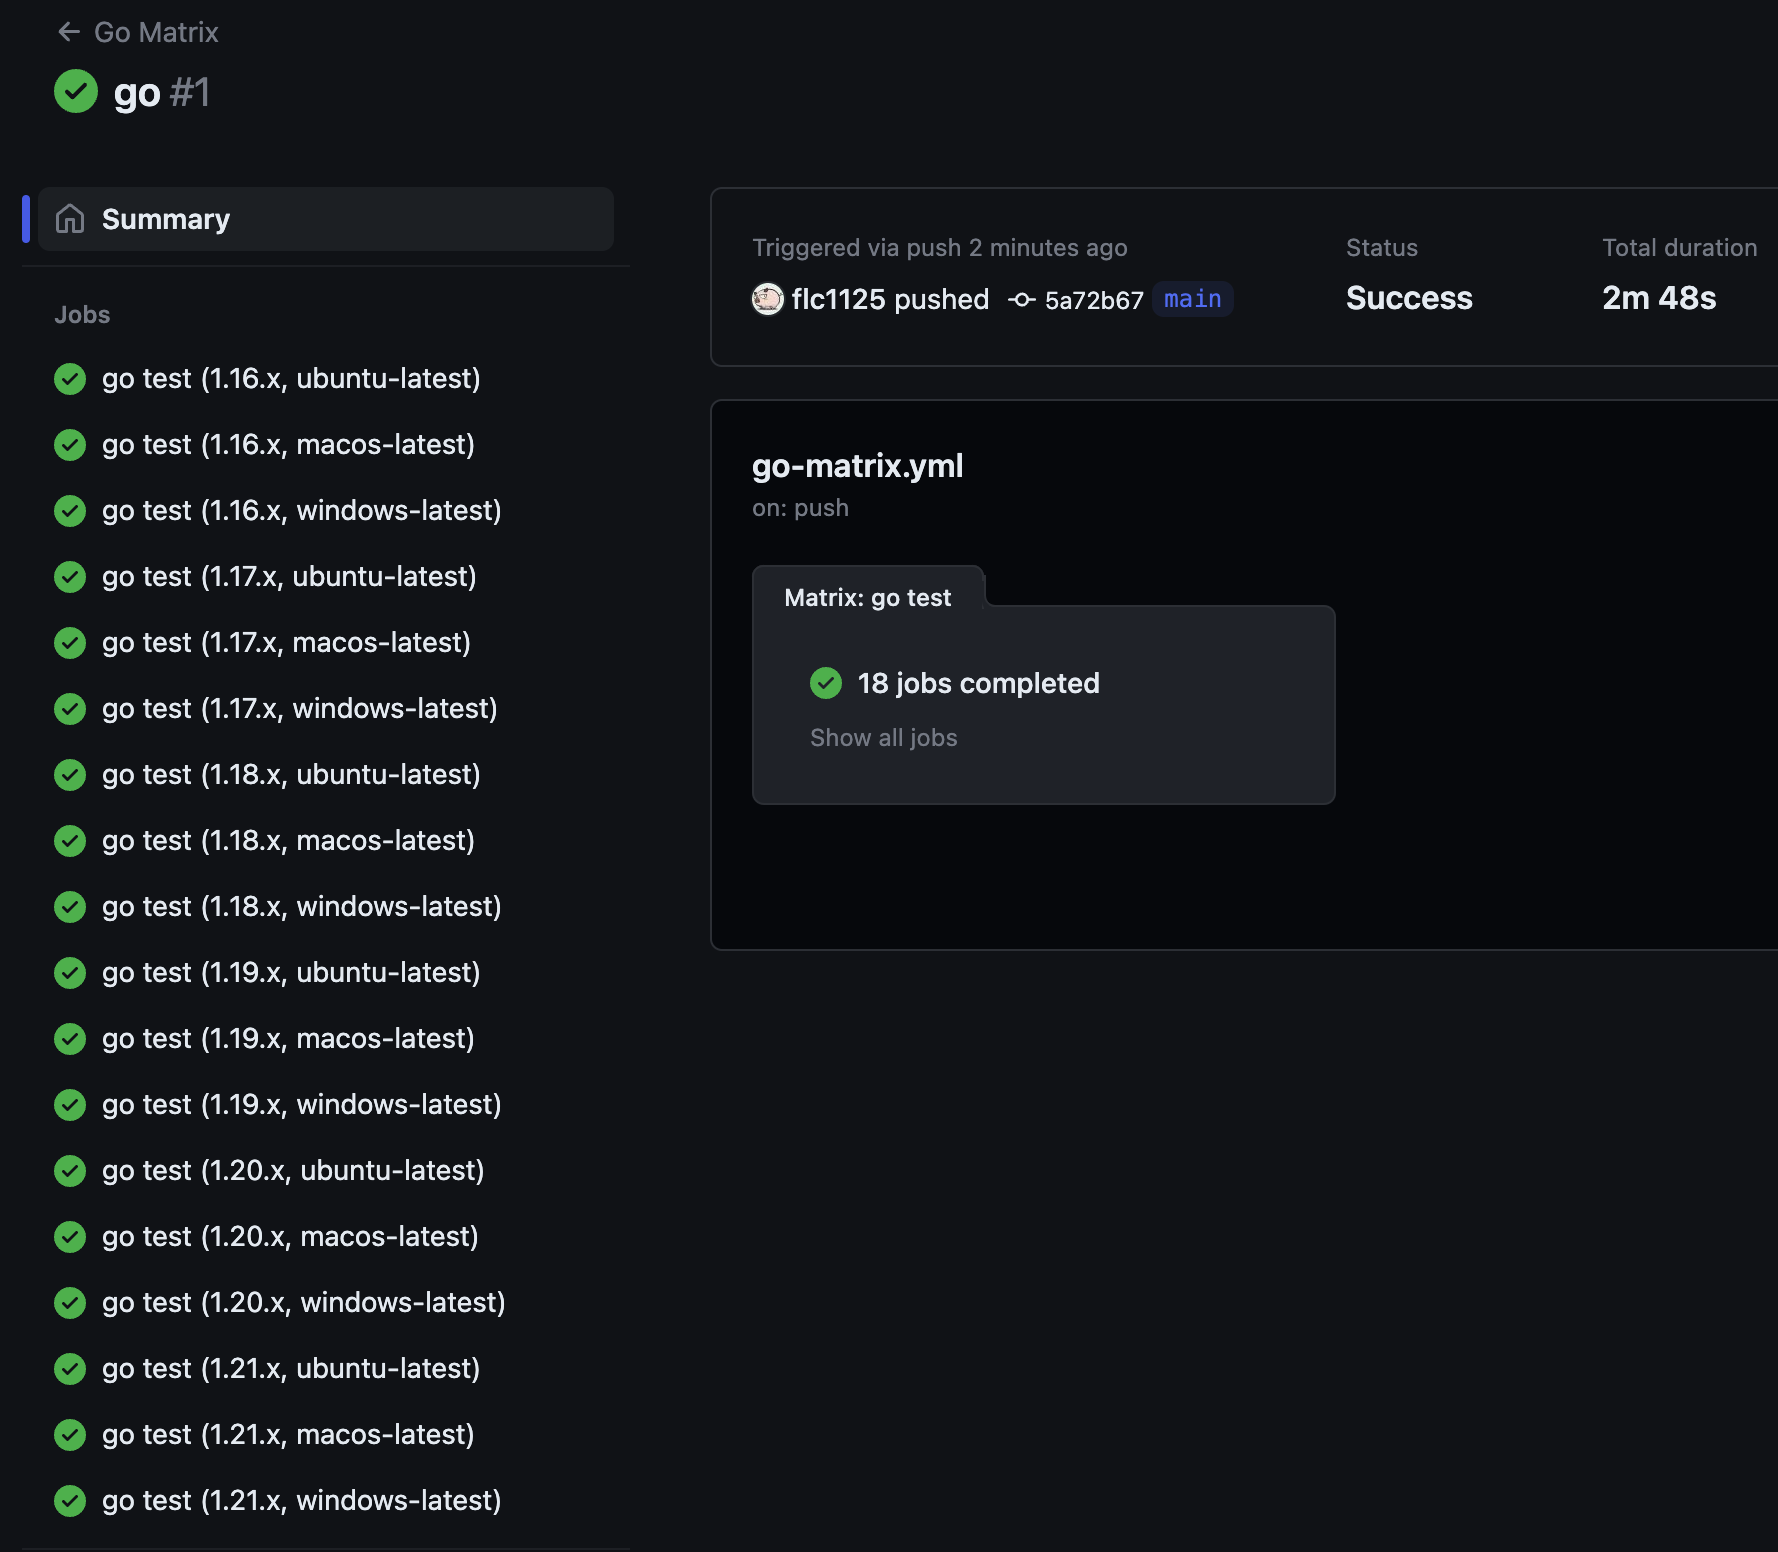 Go Matrix
go #1
Summary
Jobs
go test (1.16.x, ubuntu-latest)
go test (1.16.x, macos-latest)
go test (1.16.x, windows-latest)
go test (1.17.x, ubuntu-latest)
go test (1.17.x, macos-latest)
go test (1.17.x, windows-latest)
go test (1.18.x, ubuntu-latest)
go test (1.18.x, macos-latest)
go test (1.18.x, windows-latest)
go test (1.19.x, ubuntu-latest)
go test (1.19.x, macos-latest)
go test (1.19.x, windows-latest)
go test (1.20.x, ubuntu-latest)
go test (1.20.x, macos-latest)
go test (1.20.x, windows-latest)
go test (1.21.x, ubuntu-latest)
go test (1.21.x, macos-latest)
go test (1.21.x, windows-latest)
Triggered via push 2 minutes ago
flc1125 pushed 5a72b67 main
Status
Success
Total duration
2m 48s
go-matrix.yml
on: push
Matrix: go test
18 jobs completed
Show all jobs